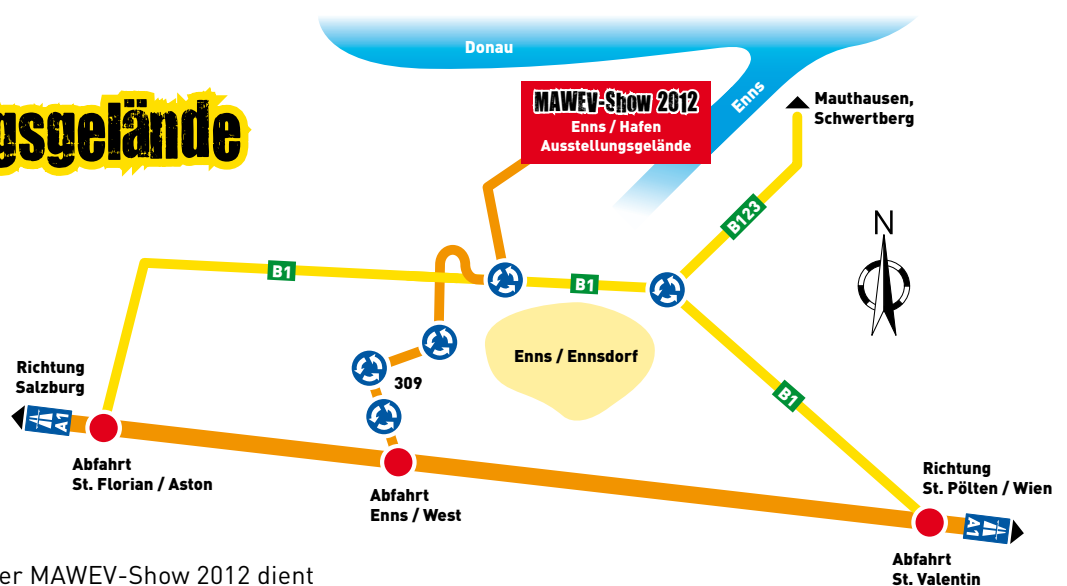 Donau
Enns
MAWEV-Show 2012
Enns / Hafen
Ausstellungsgelände
Mauthausen,
Schwertberg
gsgelände
B123
N
B1
B1
Enns / Ennsdorf
Richtung
Salzburg
309
B1
A1
Abfahrt
St. Florian / Aston
Abfahrt
Enns / West
Richtung
St. Pölten / Wien
A1
Abfahrt
St. Valentin
er MAWEV-Show 2012 dient